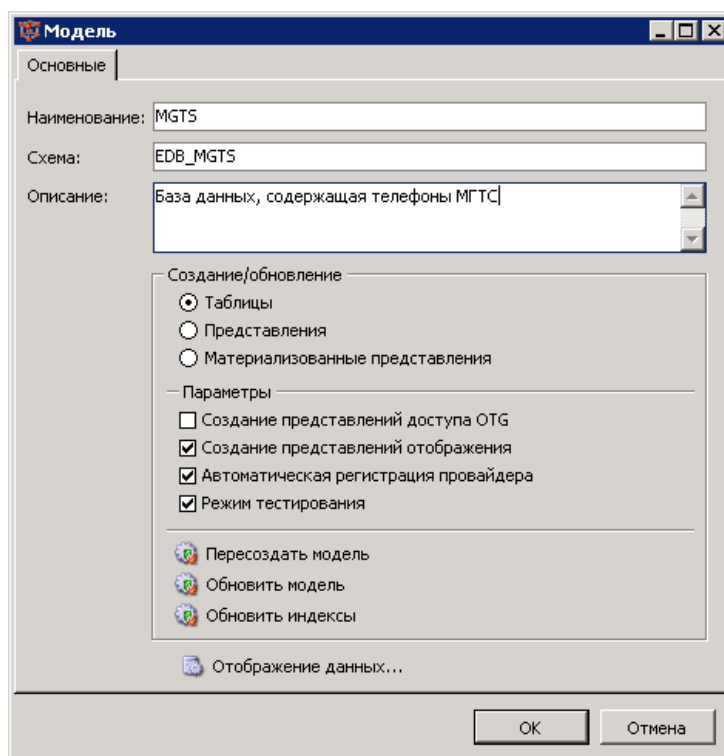 Модель
Основные
Наименование: MGTS
Схема: EDB_MGTS
Описание: База данных, содержащая телефоны МГТС
Создание/обновление
Таблицы
Представления
Материализованные представления
Параметры
Создание представлений доступа OTG
Создание представлений отображения
Автоматическая регистрация провайдера
Режим тестирования
Пересоздать модель
Обновить модель
Обновить индексы
Отображение данных...
OK Отмена